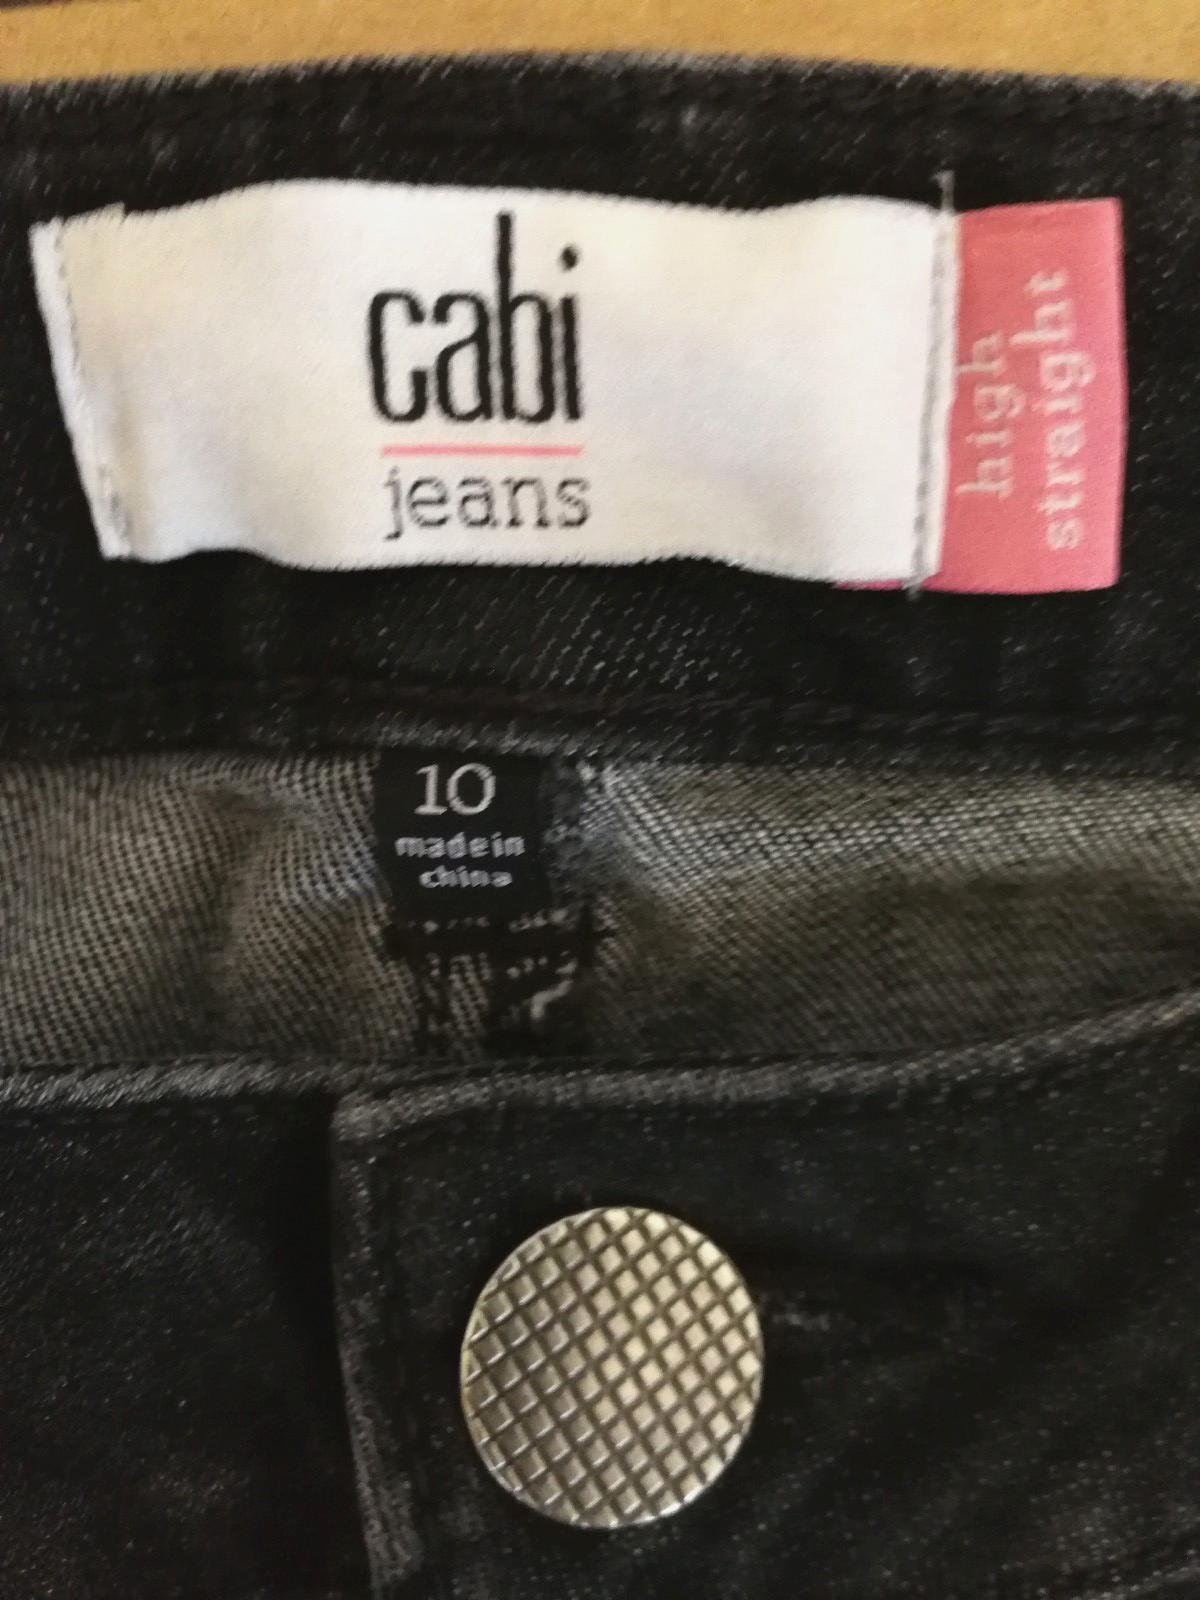 cabi
jeans
high
straight
10
made in
china